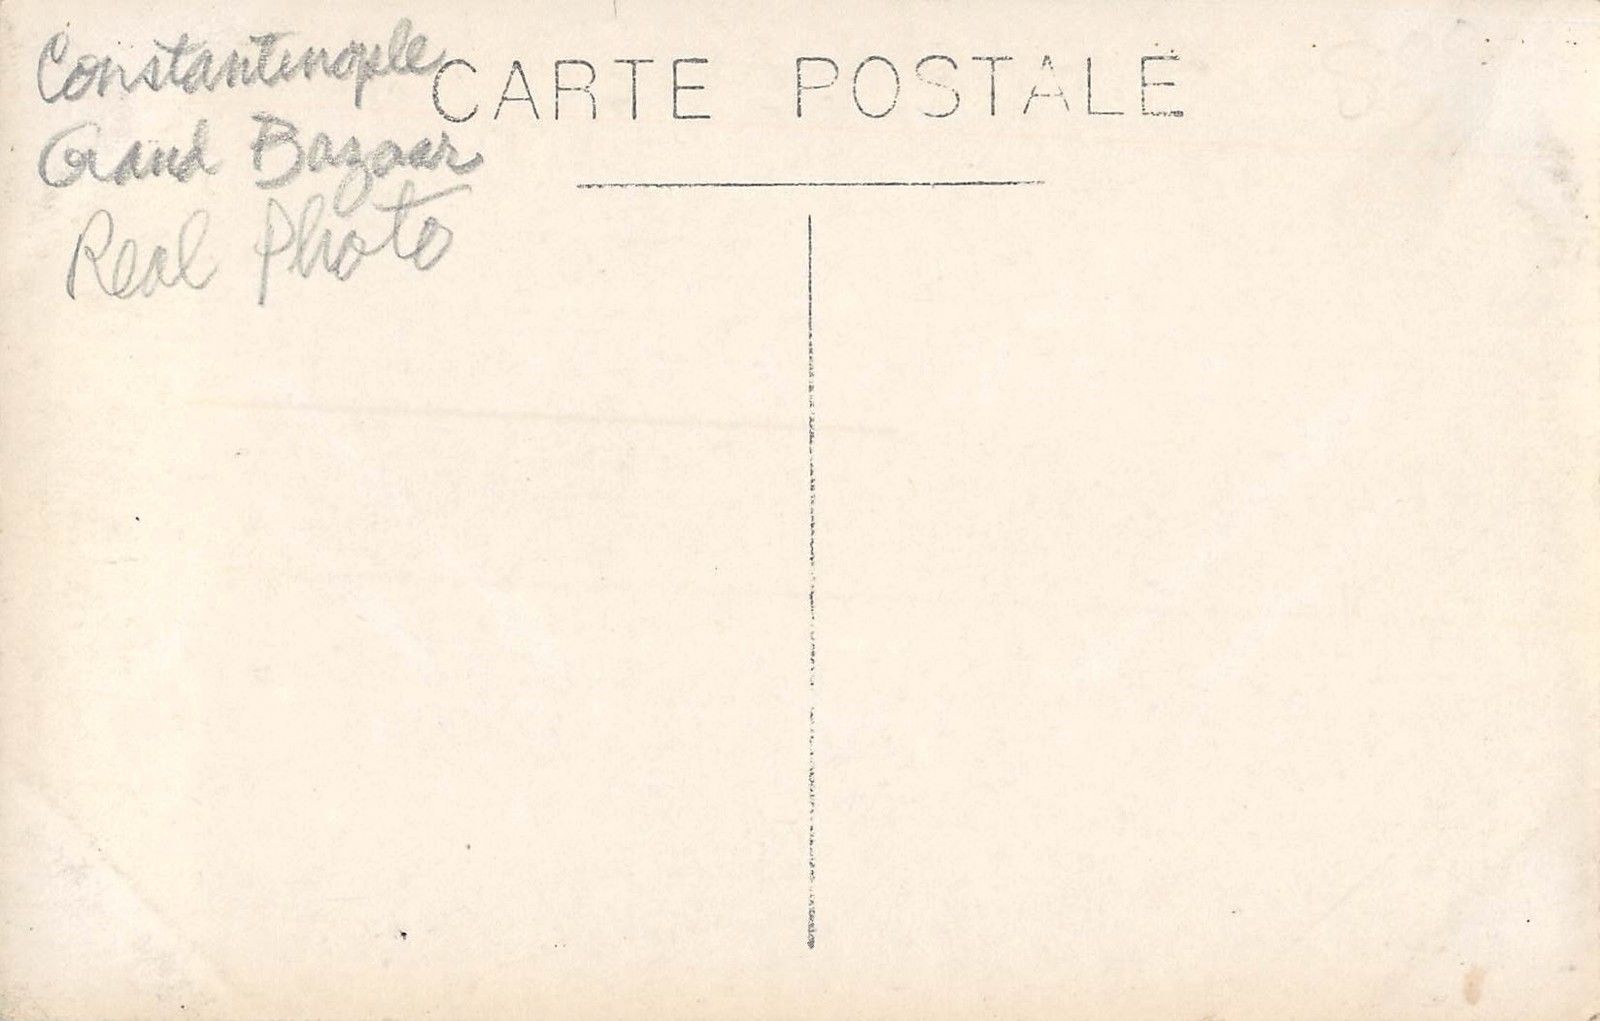 Constantinople
Grand Bazaar
Real Photo
CARTE POSTALE